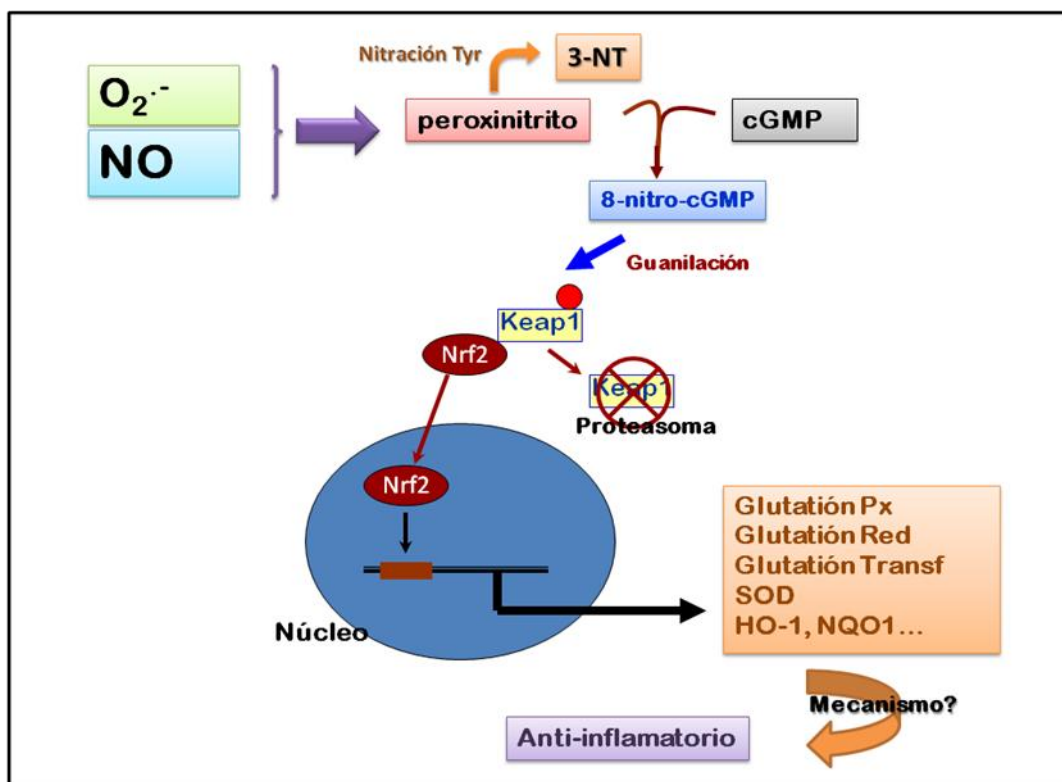 Nitración Tyr
3-NT
O₂·⁻
NO
peroxinitrito
cGMP
8-nitro-cGMP
Guanilación
Keap1
Nrf2
Keap1
Proteasoma
Nrf2
Núcleo
Glutatión Px
Glutatión Red
Glutatión Transf
SOD
HO-1, NQO1...
Mecanismo?
Anti-inflamatorio